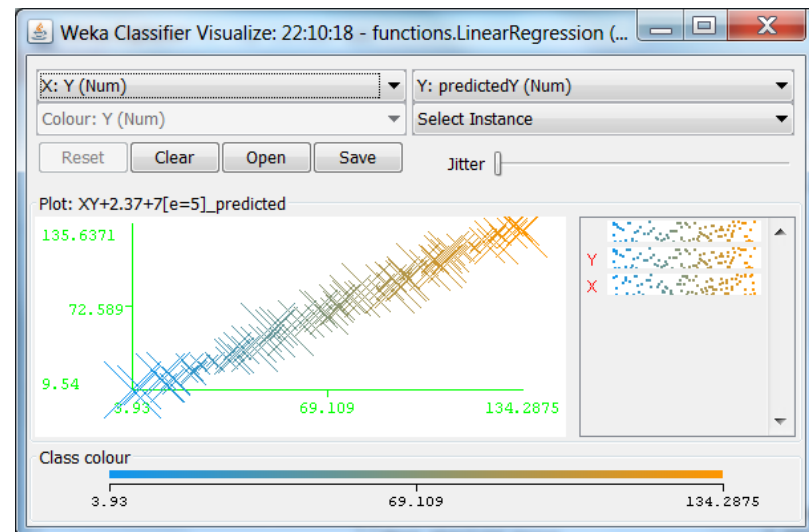 Weka Classifier Visualize: 22:10:18 - functions.LinearRegression (...
X: Y (Num)
Y: predictedY (Num)
Colour: Y (Num)
Select Instance
Reset
Clear
Open
Save
Jitter
Plot: XY+2.37+7[e=5]_predicted
135.6371
72.589
9.54
3.93
69.109
134.2875
Y
X
Class colour
3.93
69.109
134.2875